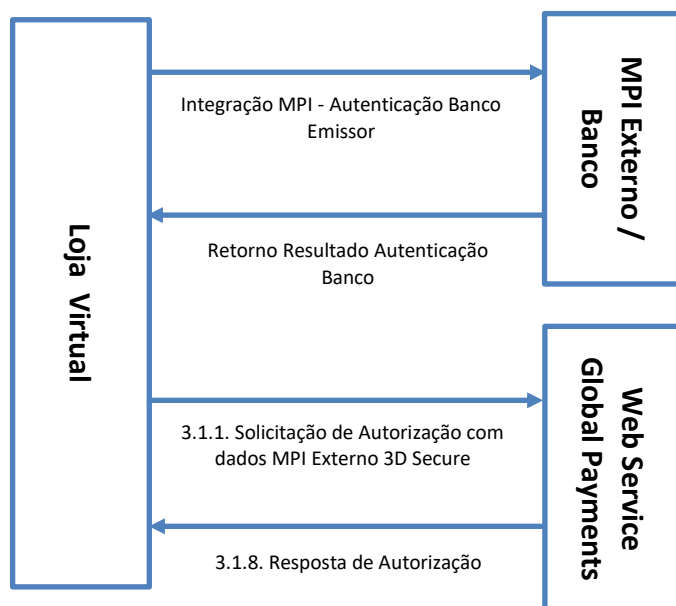 Loja Virtual
Integração MPI - Autenticação Banco
Emissor
MPI Externo /
Banco
Retorno Resultado Autenticação
Banco
3.1.1. Solicitação de Autorização com
dados MPI Externo 3D Secure
Web Service
Global Payments
3.1.8. Resposta de Autorização